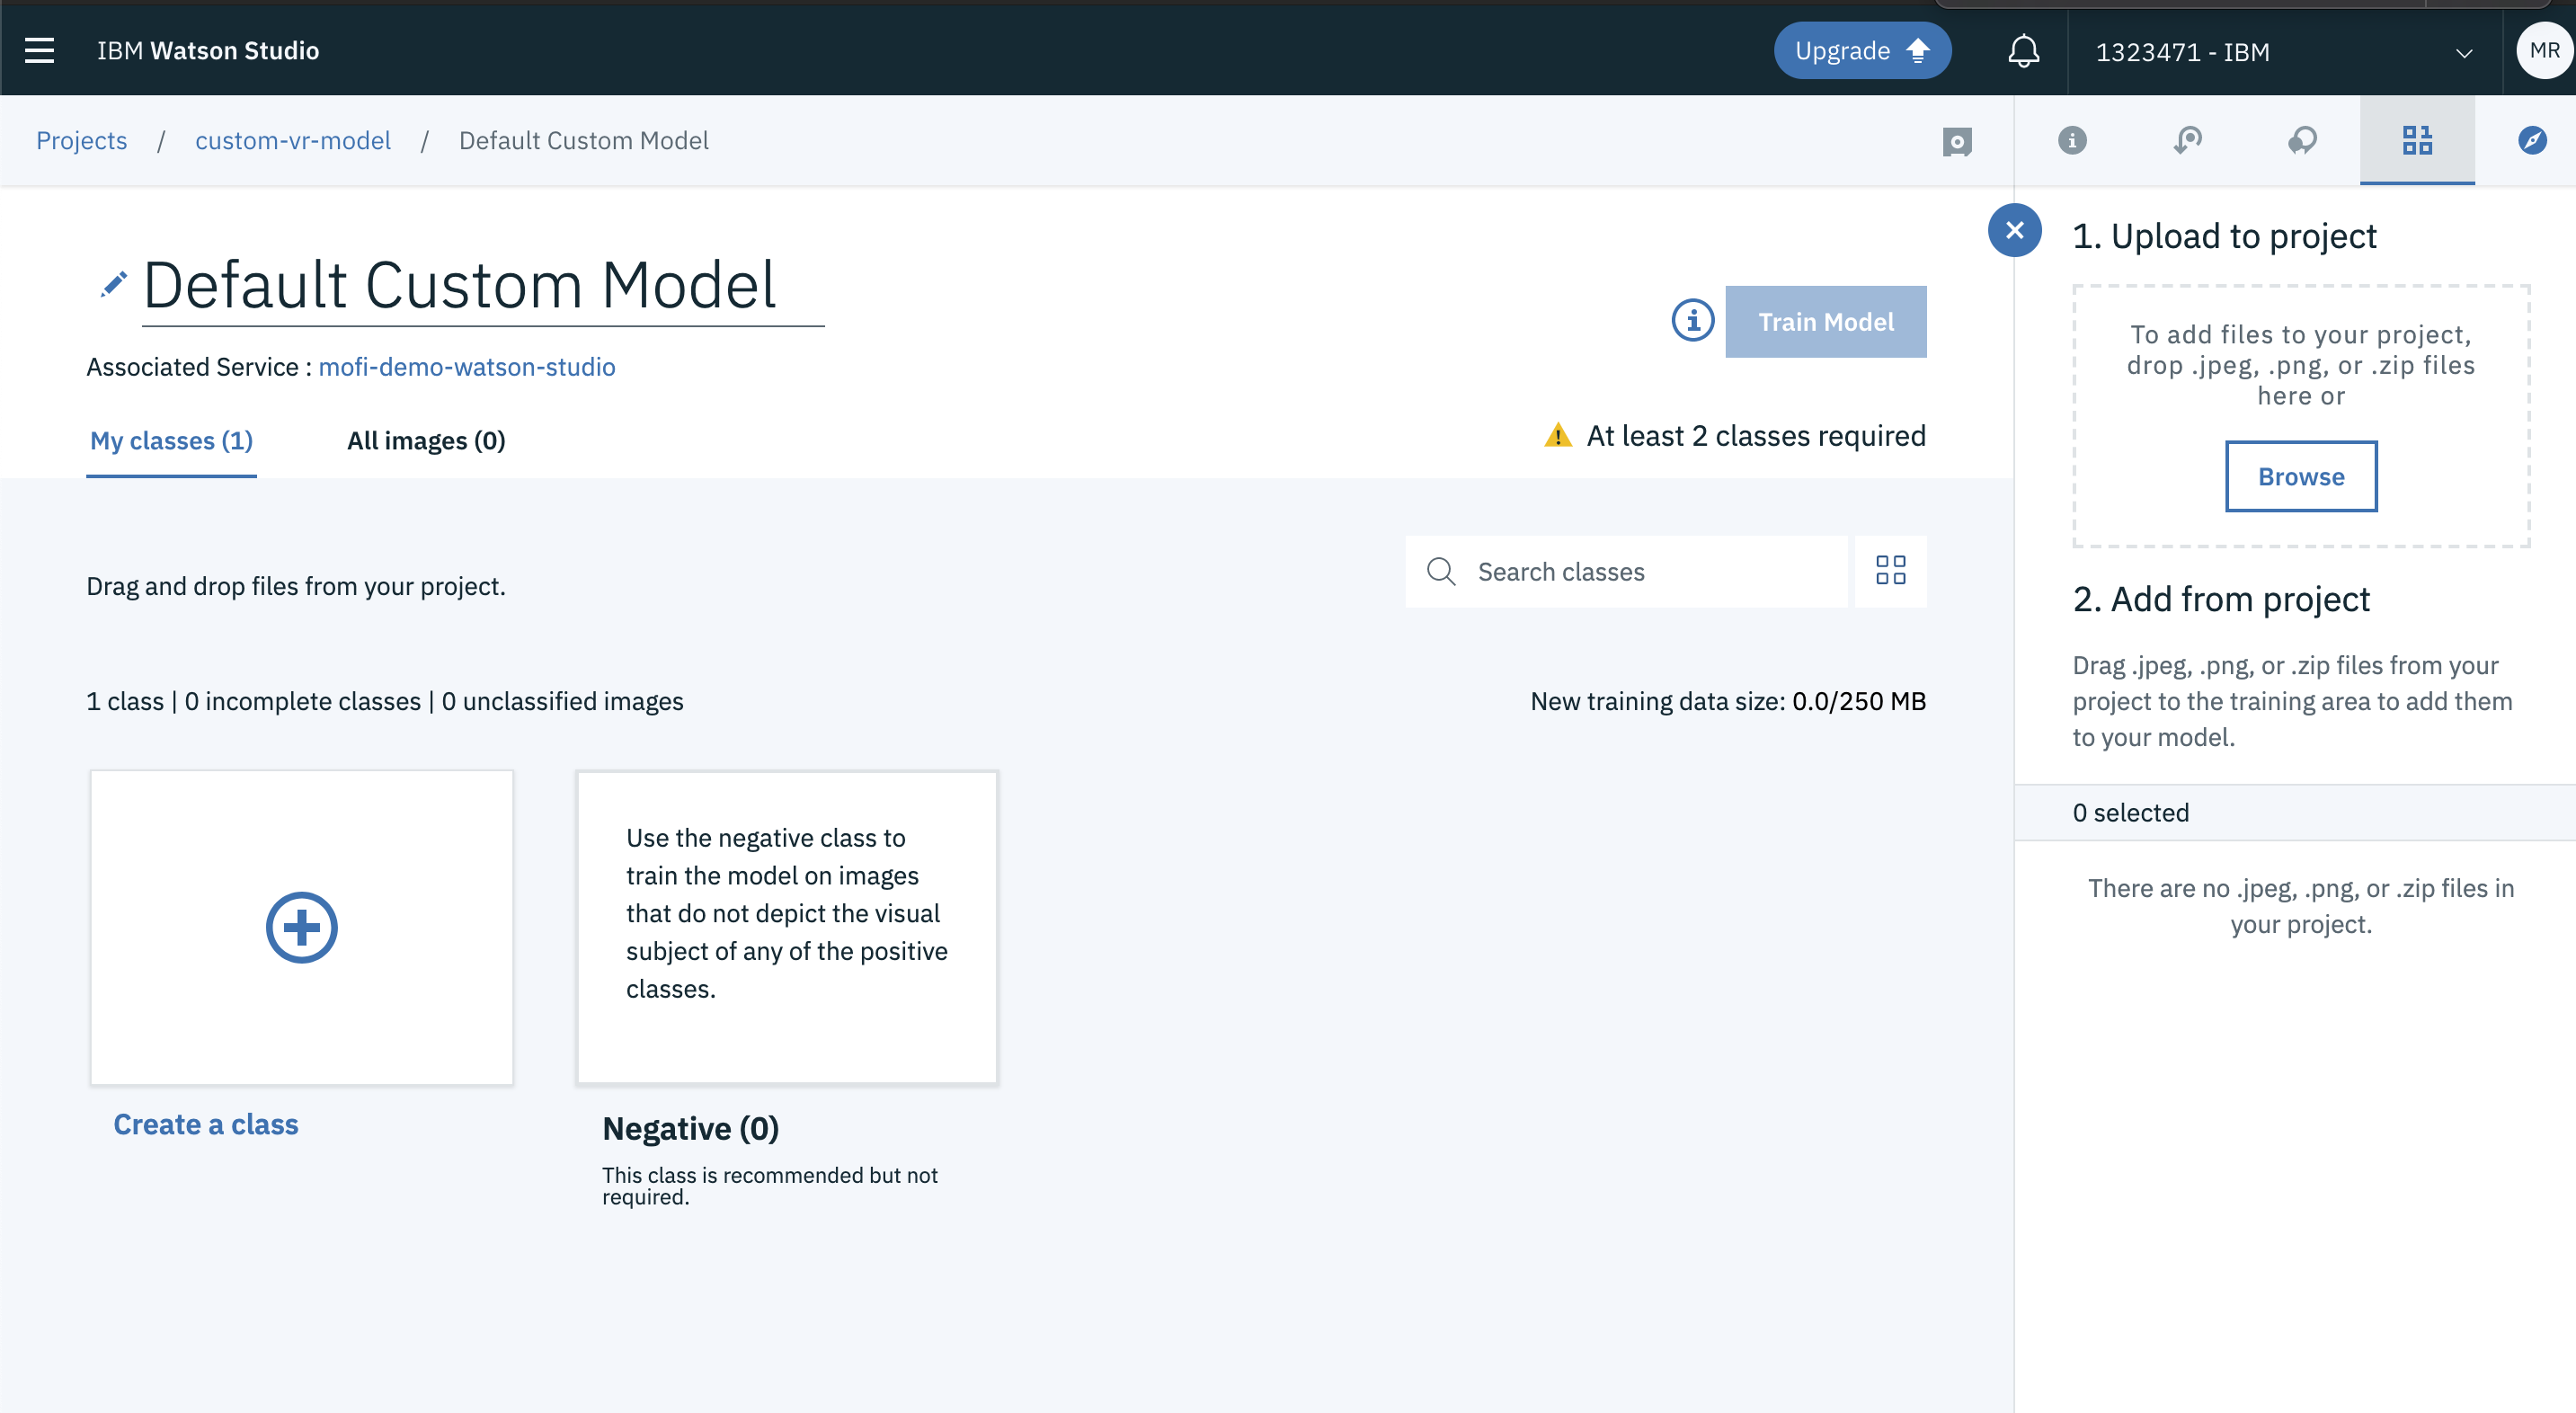 IBM Watson Studio
Upgrade
1323471 - IBM
MR
Projects / custom-vr-model / Default Custom Model
Default Custom Model
Train Model
Associated Service : mofi-demo-watson-studio
My classes (1)
All images (0)
At least 2 classes required
Drag and drop files from your project.
Search classes
1 class | 0 incomplete classes | 0 unclassified images
New training data size: 0.0/250 MB
Create a class
Use the negative class to
train the model on images
that do not depict the visual
subject of any of the positive
classes.
Negative (0)
This class is recommended but not
required.
1. Upload to project
To add files to your project,
drop .jpeg, .png, or .zip files
here or
Browse
2. Add from project
Drag .jpeg, .png, or .zip files from your
project to the training area to add them
to your model.
0 selected
There are no .jpeg, .png, or .zip files in
your project.